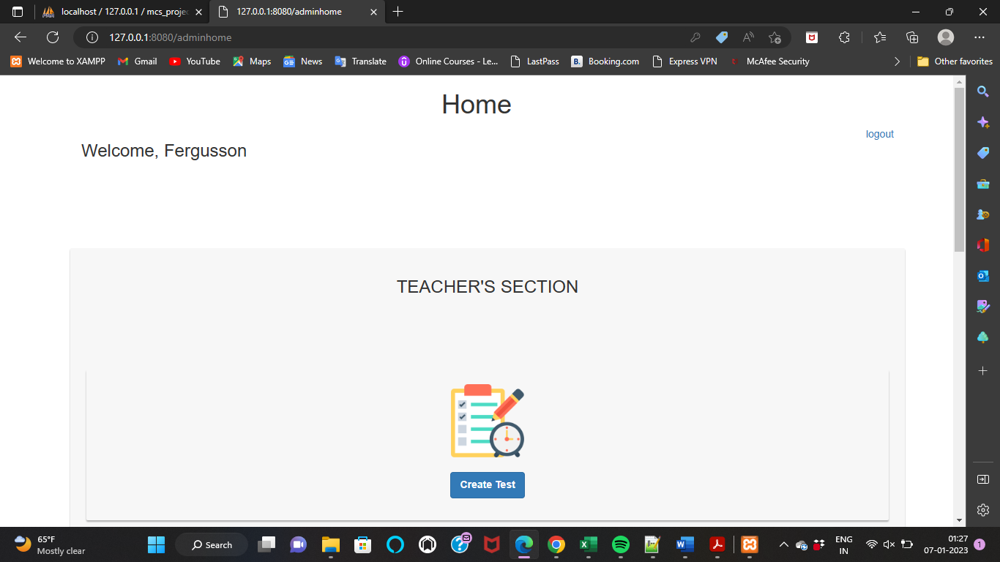 localhost / 127.0.0.1 / mcs_projec
127.0.0.1:8080/adminhome
127.0.0.1:8080/adminhome
Welcome to XAMPP Gmail YouTube Maps News Translate Online Courses - Le... LastPass B. Booking.com Express VPN McAfee Security Other favorites
Home
logout
Welcome, Fergusson
TEACHER'S SECTION
Create Test
65°F
Mostly clear
Search
ENG
IN
01:27
07-01-2023
1